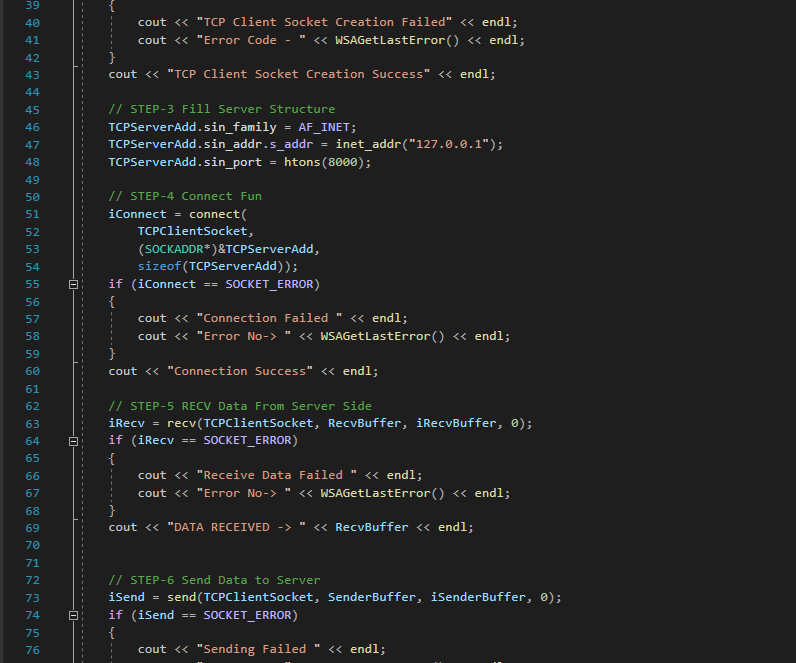 39 {
40 cout << "TCP Client Socket Creation Failed" << endl;
41 cout << "Error Code - " << WSAGetLastError() << endl;
42 }
43 cout << "TCP Client Socket Creation Success" << endl;
44
45 // STEP-3 Fill Server Structure
46 TCPServerAdd.sin_family = AF_INET;
47 TCPServerAdd.sin_addr.s_addr = inet_addr("127.0.0.1");
48 TCPServerAdd.sin_port = htons(8000);
49
50 // STEP-4 Connect Fun
51 iConnect = connect(
52 TCPClientSocket,
53 (SOCKADDR*)&TCPServerAdd,
54 sizeof(TCPServerAdd));
55 if (iConnect == SOCKET_ERROR)
56 {
57 cout << "Connection Failed " << endl;
58 cout << "Error No-> " << WSAGetLastError() << endl;
59 }
60 cout << "Connection Success" << endl;
61
62 // STEP-5 RECV Data From Server Side
63 iRecv = recv(TCPClientSocket, RecvBuffer, iRecvBuffer, 0);
64 if (iRecv == SOCKET_ERROR)
65 {
66 cout << "Receive Data Failed " << endl;
67 cout << "Error No-> " << WSAGetLastError() << endl;
68 }
69 cout << "DATA RECEIVED -> " << RecvBuffer << endl;
70
71
72 // STEP-6 Send Data to Server
73 iSend = send(TCPClientSocket, SenderBuffer, iSenderBuffer, 0);
74 if (iSend == SOCKET_ERROR)
75 {
76 cout << "Sending Failed " << endl;